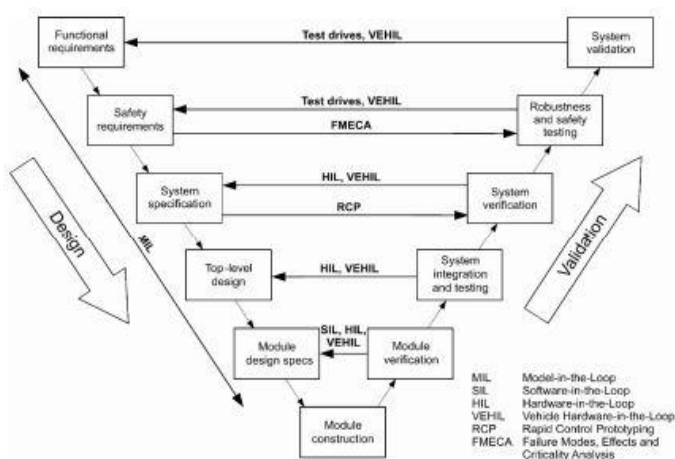 Functional
requirements
Test drives, VEHIL
System
validation
Safety
requirements
Test drives, VEHIL
FMECA
Robustness
and safety
testing
System
specification
HIL, VEHIL
RCP
System
verification
Design
MIL
Validation
Top-level
design
HIL, VEHIL
System
integration
and testing
Module
design specs
SIL, HIL,
VEHIL
Module
verification
Module
construction
MIL Model-in-the-Loop
SIL Software-in-the-Loop
HIL Hardware-in-the-Loop
VEHIL Vehicle Hardware-in-the-Loop
RCP Rapid Control Prototyping
FMECA Failure Modes, Effects and
Criticality Analysis